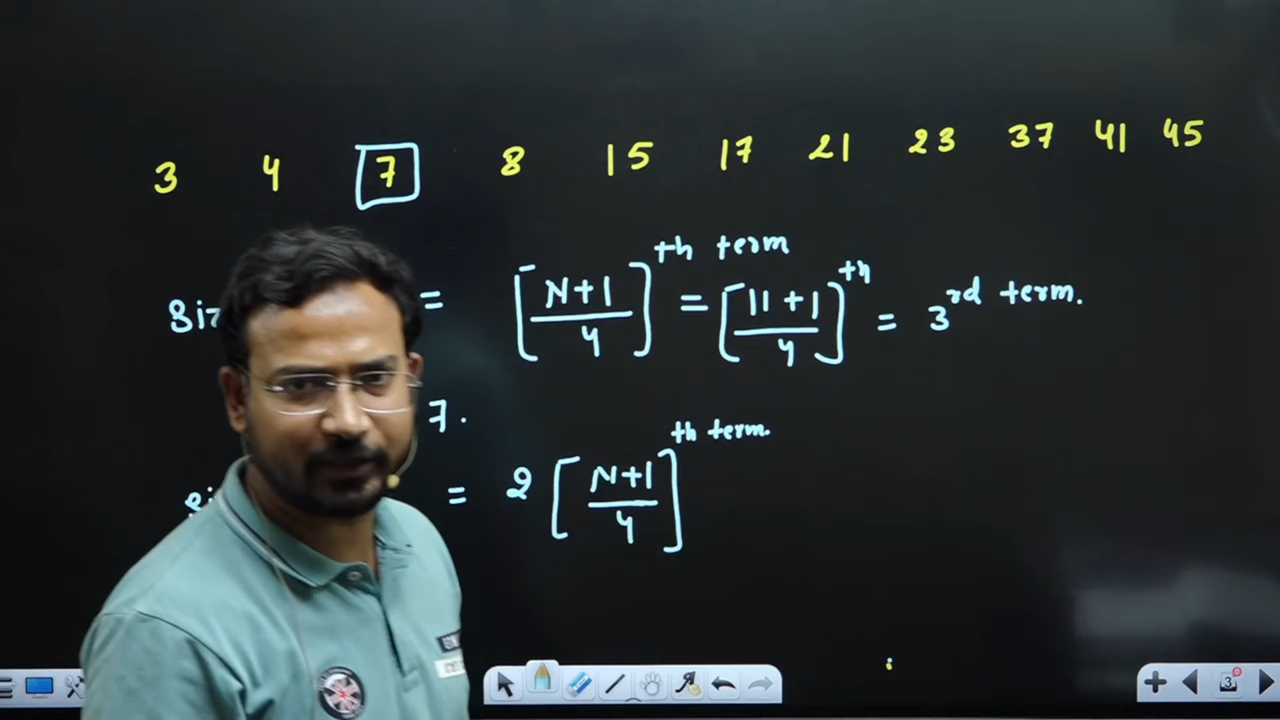 3 4 7 8 15 17 21 23 37 41 45
= [N+1/4]th term = [11+1/4]th = 3rd term.
7.
= 2 [N+1/4]th term.
3